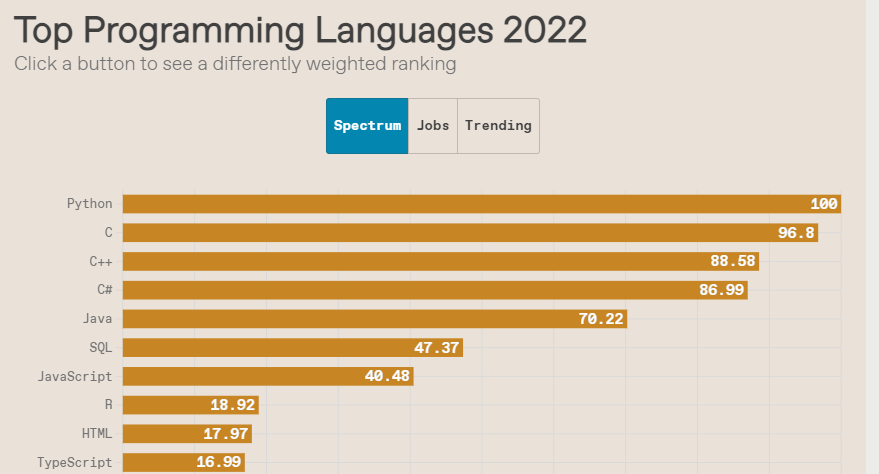 Top Programming Languages 2022
Click a button to see a differently weighted ranking
Spectrum Jobs Trending
Python 100
C 96.8
C++ 88.58
C# 86.99
Java 70.22
SQL 47.37
JavaScript 40.48
R 18.92
HTML 17.97
TypeScript 16.99